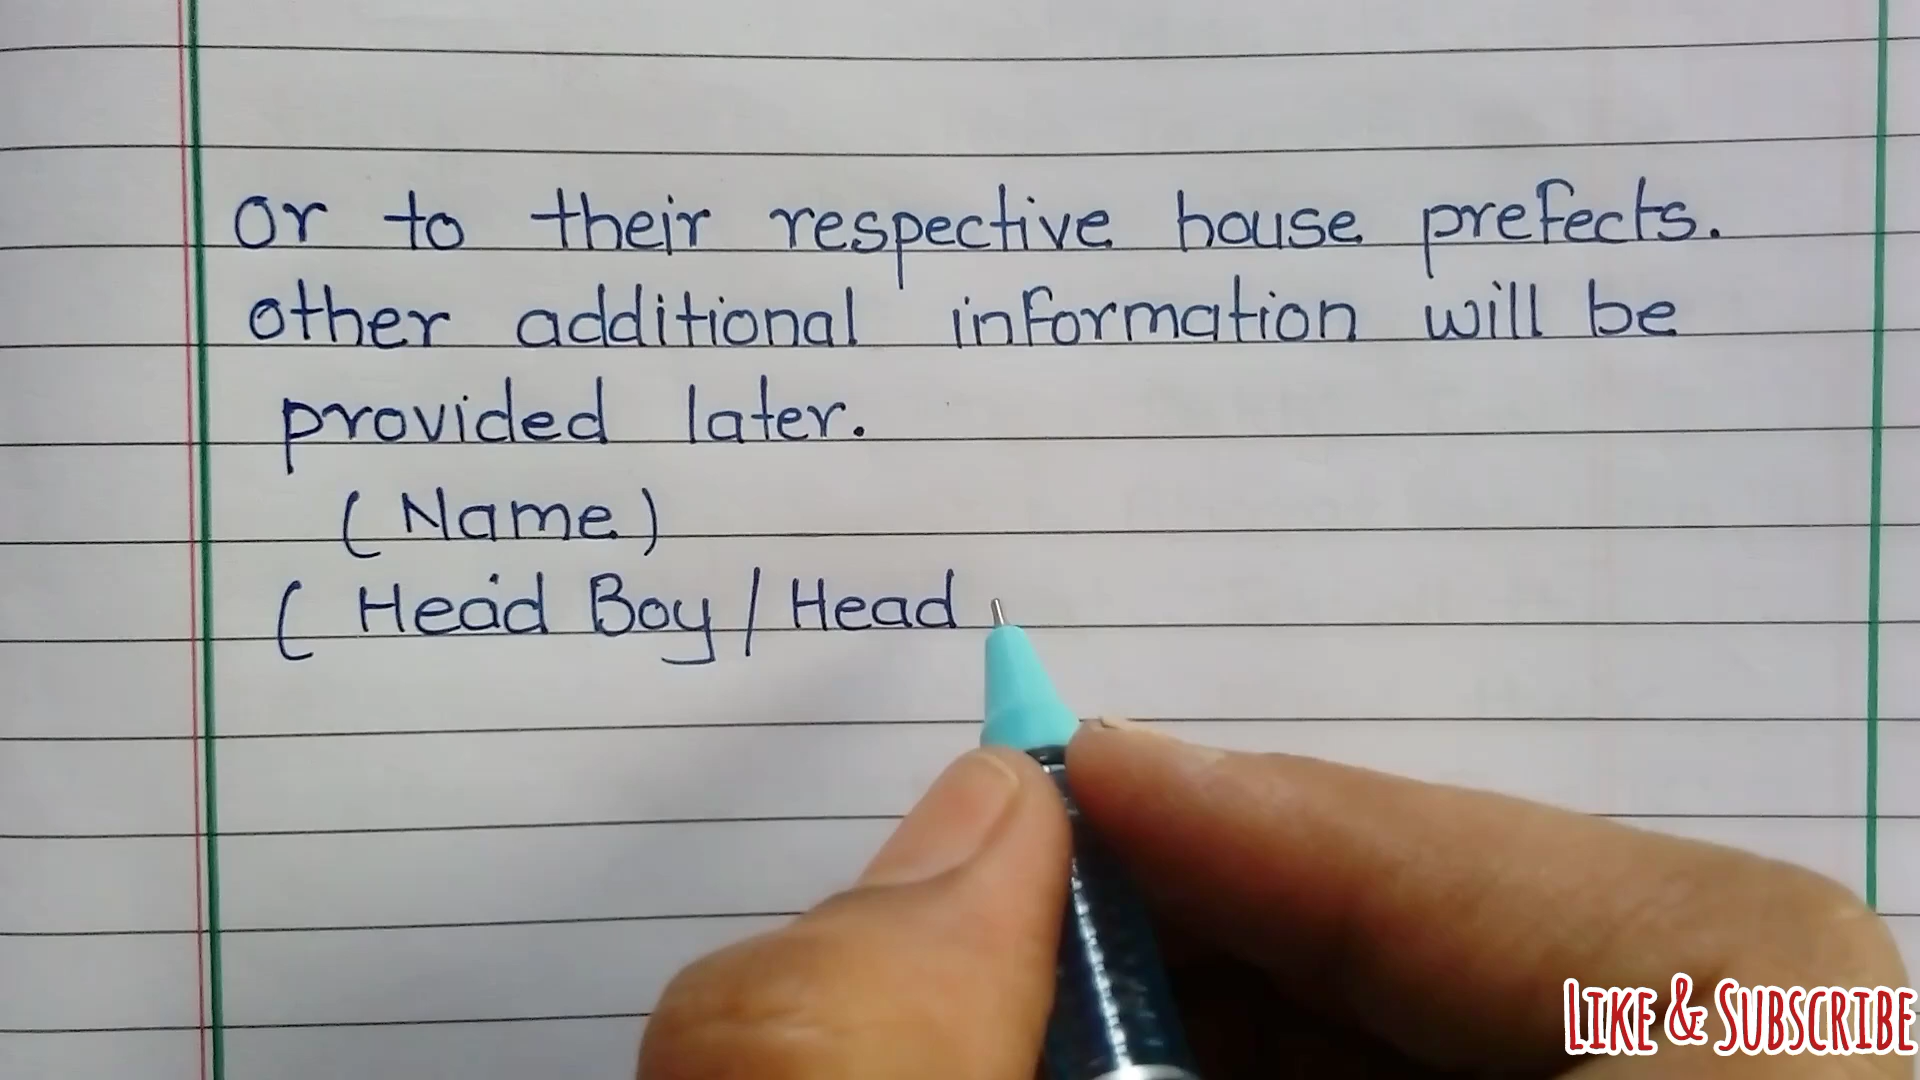 or to their respective house prefects.
other additional information will be
provided later.
(Name)
( Head Boy / Head
LIKE & SUBSCRIBE